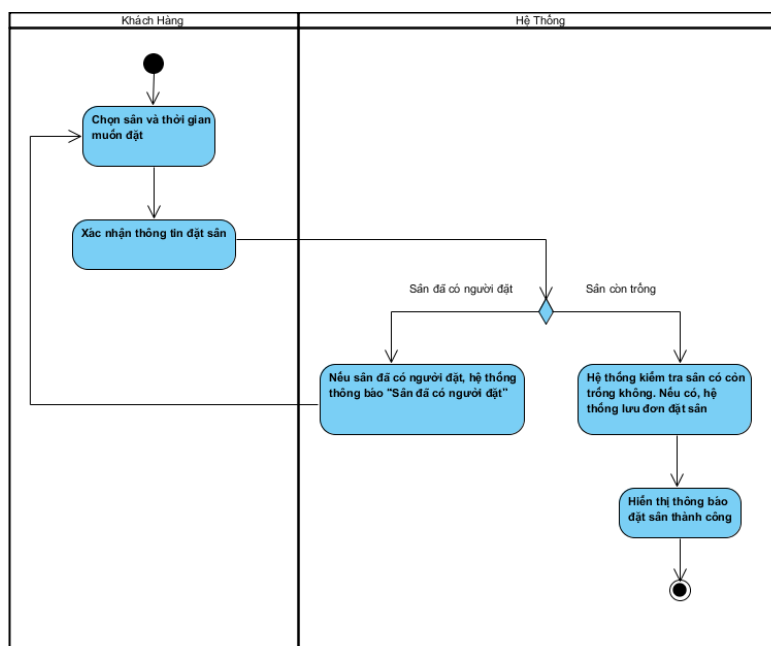 Khách Hàng
Hệ Thống
Chọn sân và thời gian
muốn đặt
Xác nhận thông tin đặt sân
Sân đã có người đặt
Sân còn trống
Nếu sân đã có người đặt, hệ thống
thông bào "Sân đã có người đặt"
Hệ thống kiểm tra sân có còn
trống không. Nếu có, hệ
thống lưu đơn đặt sân
Hiển thị thông bào
đặt sân thành công